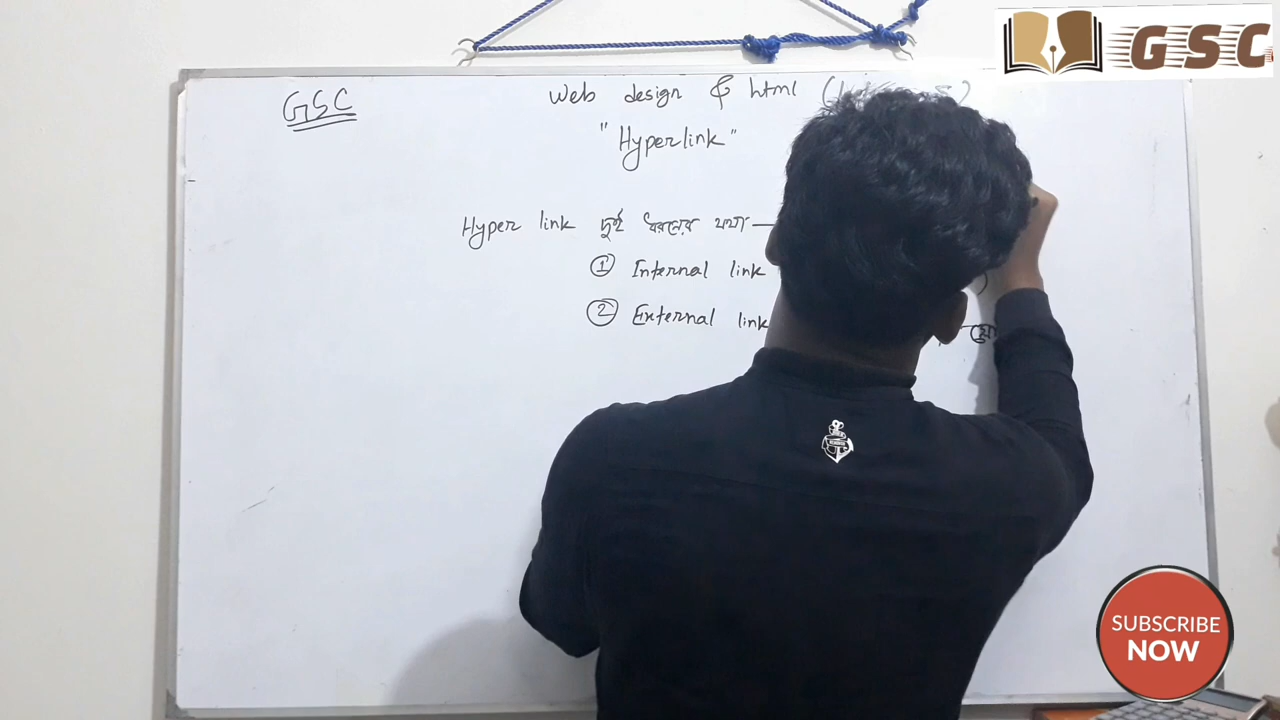 GSC
GSC
Web design & html
"Hyperlink"
Hyper link দুই ধরনের যথা —
① Internal link
② External link
SUBSCRIBE
NOW